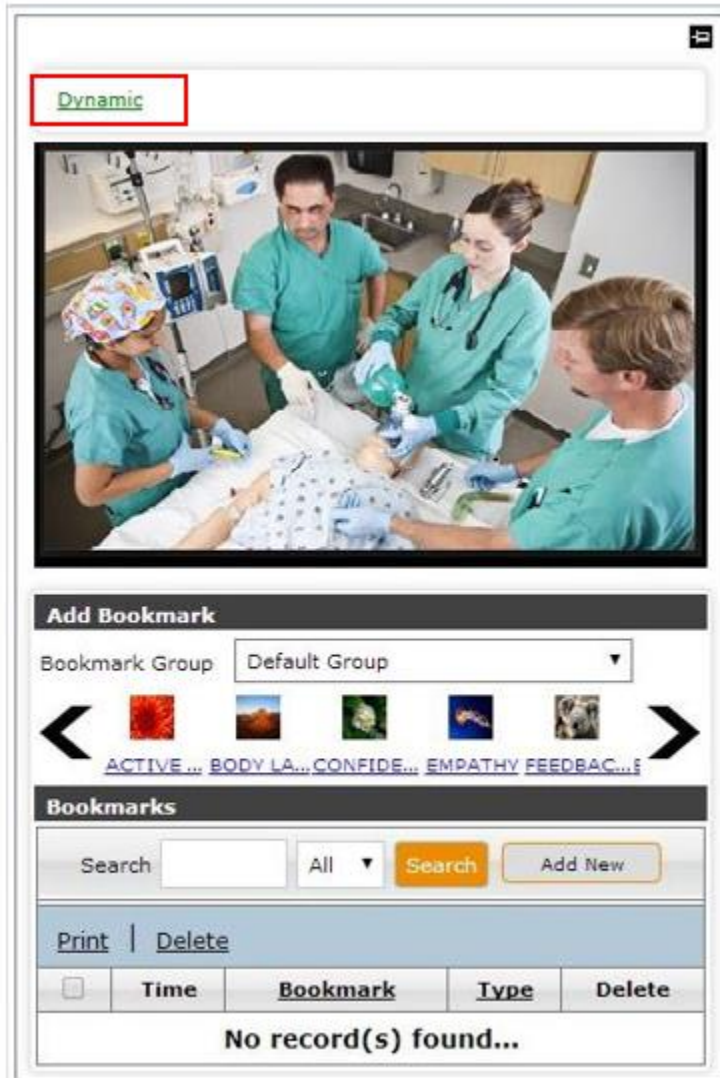 Dynamic
Add Bookmark
Bookmark Group Default Group
ACTIVE ... BODY LA... CONFIDE... EMPATHY FEEDBAC...
Bookmarks
Search All Search Add New
Print | Delete
Time Bookmark Type Delete
No record(s) found...